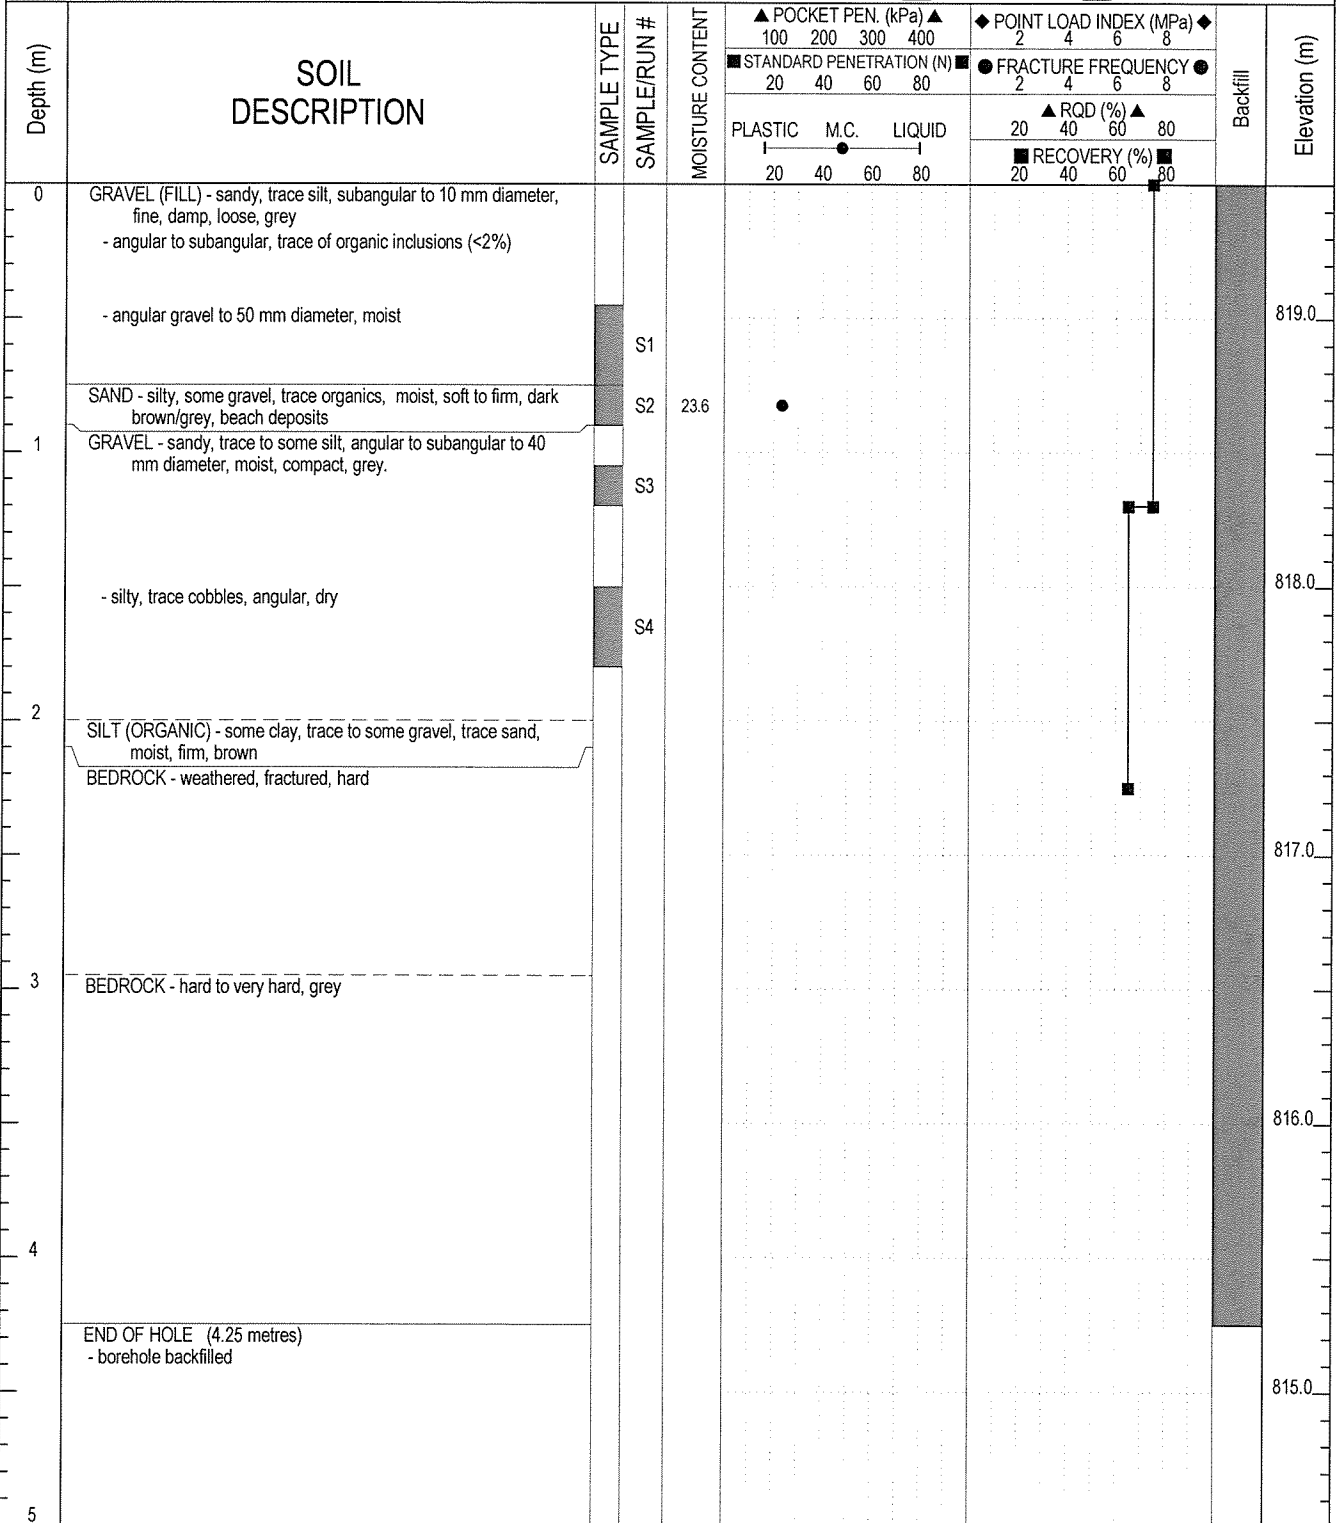 Depth (m)
SOIL
DESCRIPTION
SAMPLE TYPE
SAMPLE/RUN #
MOISTURE CONTENT
▲ POCKET PEN. (kPa) ▲
100 200 300 400
■ STANDARD PENETRATION (N) ■
20 40 60 80
PLASTIC M.C. LIQUID
20 40 60 80
◆ POINT LOAD INDEX (MPa) ◆
2 4 6 8
● FRACTURE FREQUENCY ●
2 4 6 8
▲ RQD (%) ▲
20 40 60 80
■ RECOVERY (%) ■
20 40 60 80
Backfill
Elevation (m)
0
GRAVEL (FILL) - sandy, trace silt, subangular to 10 mm diameter,
fine, damp, loose, grey
- angular to subangular, trace of organic inclusions (<2%)
- angular gravel to 50 mm diameter, moist
819.0
S1
SAND - silty, some gravel, trace organics, moist, soft to firm, dark
brown/grey, beach deposits
S2
23.6
1
GRAVEL - sandy, trace to some silt, angular to subangular to 40
mm diameter, moist, compact, grey.
S3
818.0
- silty, trace cobbles, angular, dry
S4
2
SILT (ORGANIC) - some clay, trace to some gravel, trace sand,
moist, firm, brown
BEDROCK - weathered, fractured, hard
817.0
3
BEDROCK - hard to very hard, grey
816.0
4
END OF HOLE (4.25 metres)
- borehole backfilled
815.0
5